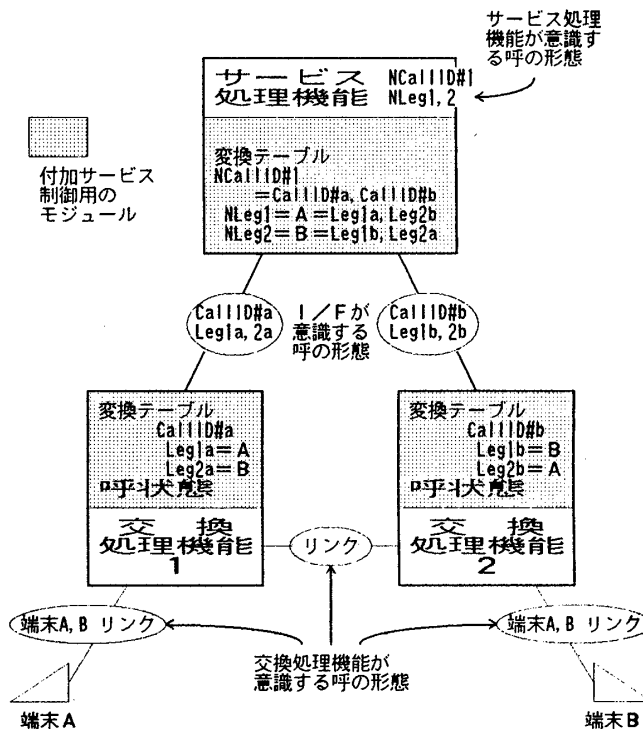 サービス処理
機能が意識す
る呼の形態
サービス NCallID#1
処理機能 NLeg1, 2
変換テーブル
NCallID#1
=CallID#a, CallID#b
NLeg1=A=Leg1a, Leg2b
NLeg2=B=Leg1b, Leg2a
付加サービス
制御用の
モジュール
CallID#a
Leg1a, 2a
I/Fが
意識する
呼の形態
CallID#b
Leg1b, 2b
変換テーブル
CallID#a
Leg1a=A
Leg2a=B
呼状態
交換
処理機能
1
変換テーブル
CallID#b
Leg1b=B
Leg2b=A
呼状態
交換
処理機能
2
リンク
端末A, B リンク
端末A, B リンク
交換処理機能が
意識する呼の形態
端末A
端末B